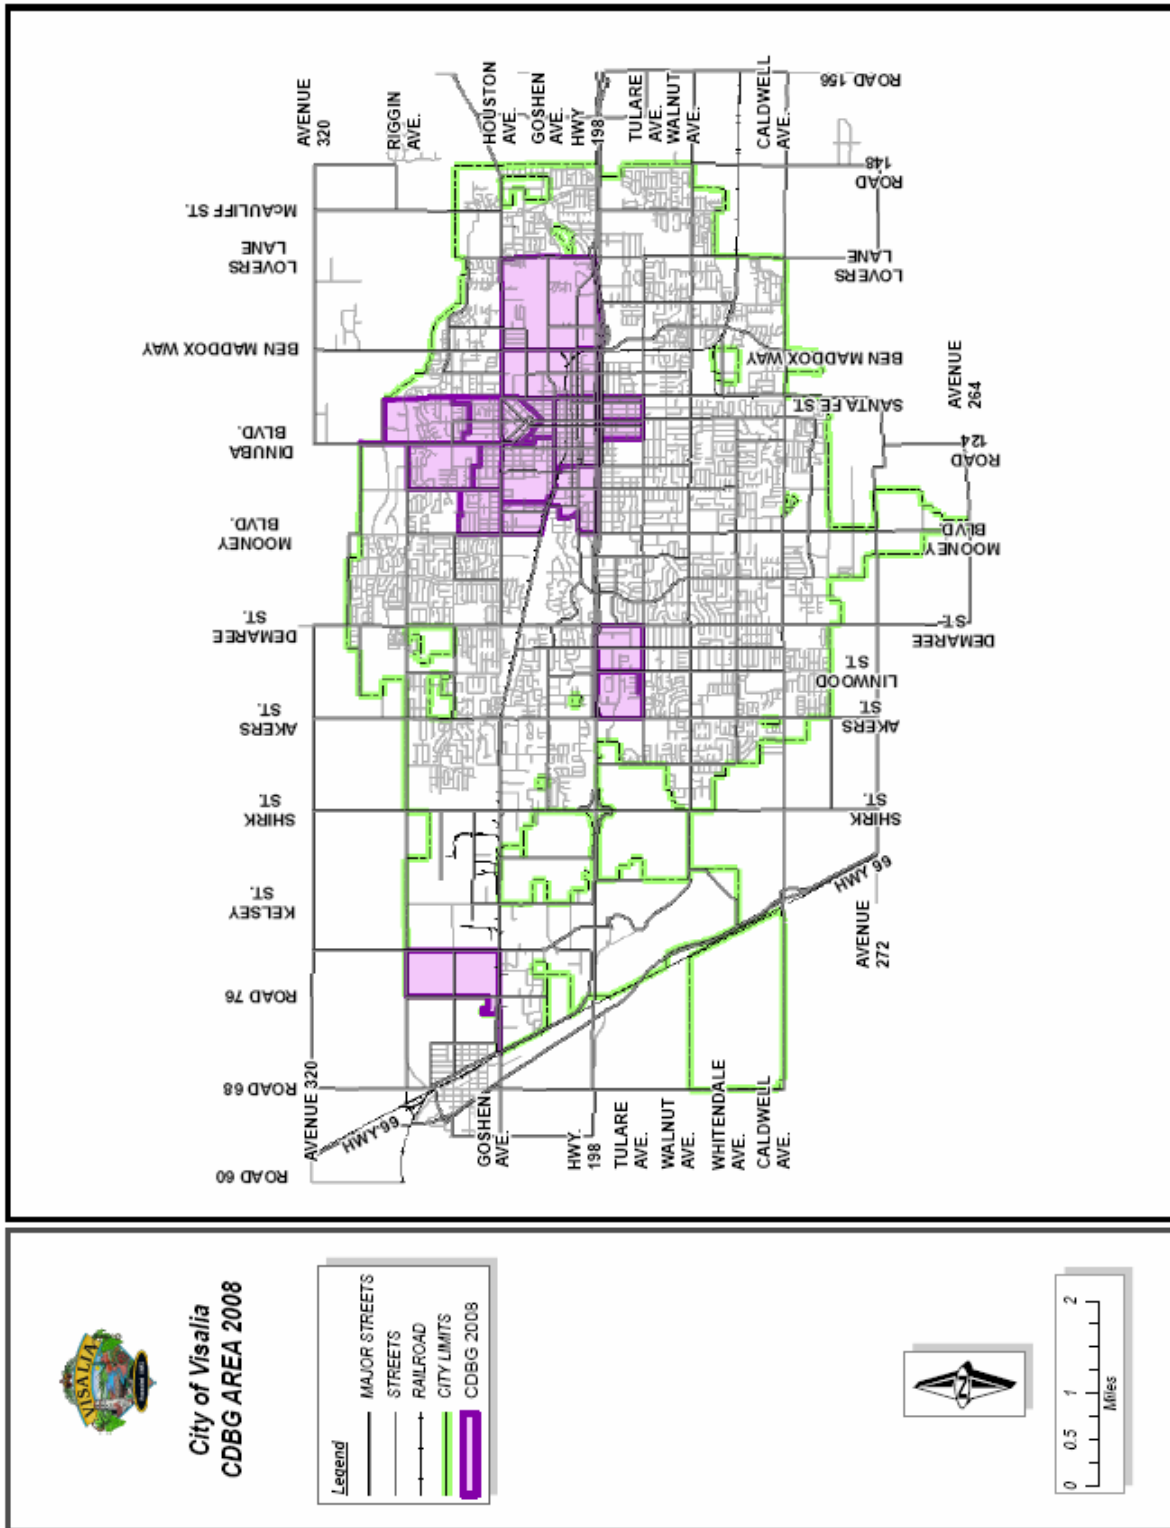 City of Visalia
CDBG AREA 2008
VISALIA
Legend
MAJOR STREETS
STREETS
RAILROAD
CITY LIMITS
CDBG 2008
N
0 0.5 1 2
Miles
ROAD 60
ROAD 68
ROAD 76
KELSEY
ST.
SHIRK
ST.
AKERS
ST.
DEMAREE
ST.
MOONEY
BLVD.
DINUBA
BLVD.
BEN MADDOX WAY
LOVERS
LANE
McAULIFF ST.
AVENUE 320
HWY 99
GOSHEN
AVE.
HWY.
198
TULARE
AVE.
WALNUT
AVE.
WHITENDALE
AVE.
CALDWELL
AVE.
AVENUE
320
RIGGIN
AVE.
HOUSTON
AVE.
GOSHEN
AVE.
HWY
198
TULARE
AVE.
WALNUT
AVE.
CALDWELL
AVE.
HWY 99
AVENUE
272
SHIRK
ST.
AKERS
ST.
LINWOOD
ST.
DEMAREE
ST.
MOONEY
BLVD.
ROAD
124
AVENUE
264
SANTA FE ST.
BEN MADDOX WAY
LOVERS
LANE
ROAD
148
ROAD 156